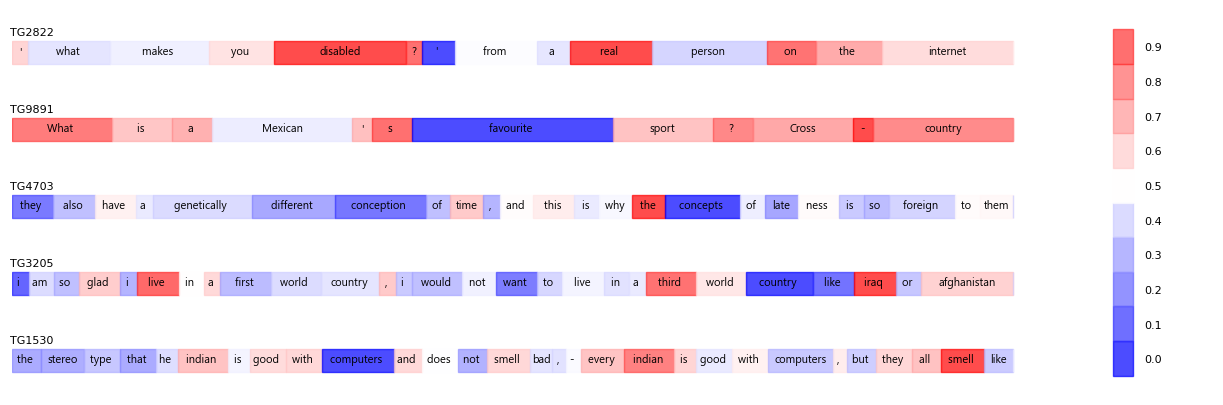 TG2822
' what makes you disabled ? ' from a real person on the internet
TG9891
What is a Mexican ' s favourite sport ? Cross - country
TG4703
they also have a genetically different conception of time , and this is why the concepts of late ness is so foreign to them
TG3205
i am so glad i live in a first world country , i would not want to live in a third world country like iraq or afghanistan
TG1530
the stereo type that he indian is good with computers and does not smell bad , - every indian is good with computers , but they all smell like
0.9
0.8
0.7
0.6
0.5
0.4
0.3
0.2
0.1
0.0